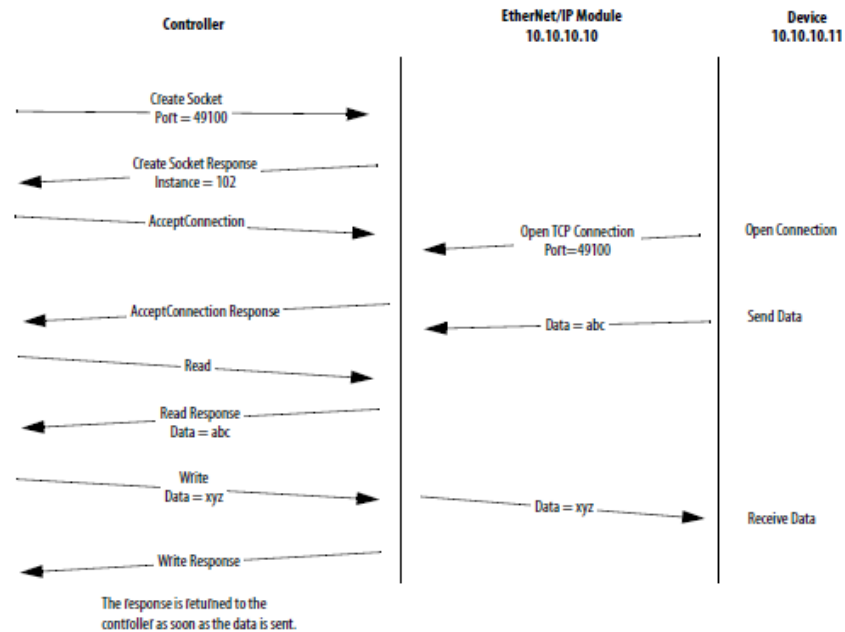 Controller
EtherNet/IP Module
10.10.10.10
Device
10.10.10.11
Create Socket
Port = 49100
Create Socket Response
Instance = 102
AcceptConnection
Open TCP Connection
Port=49100
Open Connection
AcceptConnection Response
Data = abc
Send Data
Read
Read Response
Data = abc
Write
Data = xyz
Data = xyz
Receive Data
Write Response
The response is returned to the
controller as soon as the data is sent.